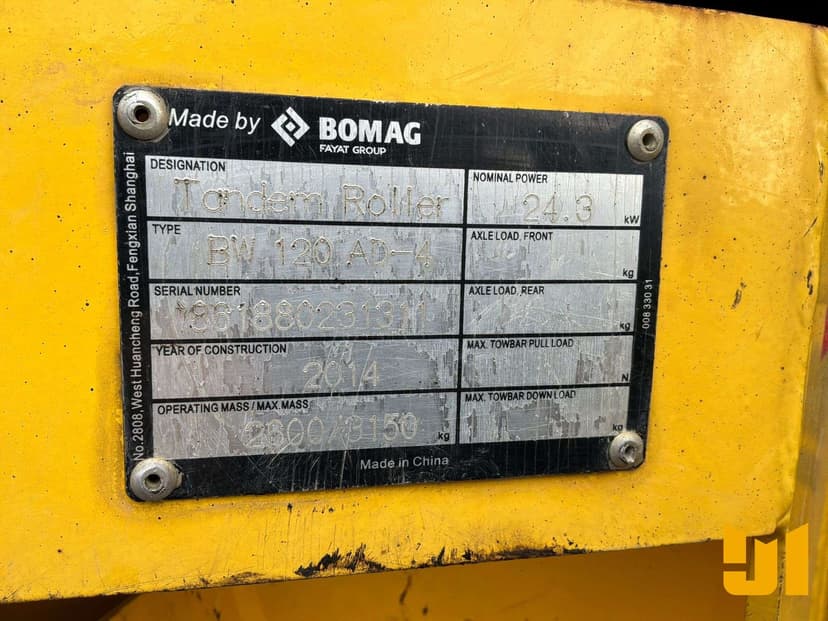 Made by BOMAG
FAYAT GROUP
DESIGNATION
Tandem Roller
NOMINAL POWER
24.3 kW
TYPE
BW 120 AD-4
AXLE LOAD, FRONT
kg
SERIAL NUMBER
AXLE LOAD, REAR
kg
YEAR OF CONSTRUCTION
2014
MAX. TOWBAR PULL LOAD
N
OPERATING MASS / MAX. MASS
2600/3150 kg
MAX. TOWBAR DOWN LOAD
kg
Made in China
No.2808,West Huancheng Road,Fengxian Shanghai
008 330 31